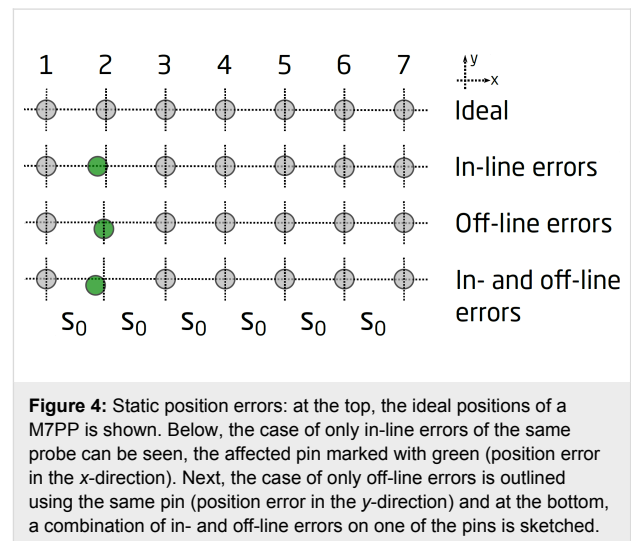 1 2 3 4 5 6 7
y
x
Ideal
In-line errors
Off-line errors
In- and off-line
errors
S0 S0 S0 S0 S0 S0
Figure 4: Static position errors: at the top, the ideal positions of a
M7PP is shown. Below, the case of only in-line errors of the same
probe can be seen, the affected pin marked with green (position error
in the x-direction). Next, the case of only off-line errors is outlined
using the same pin (position error in the y-direction) and at the bottom,
a combination of in- and off-line errors on one of the pins is sketched.